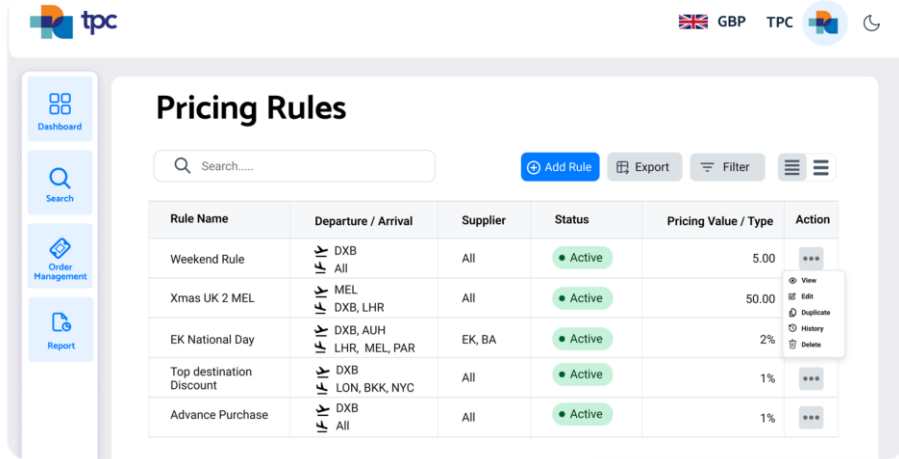 tpc
GBP TPC
Dashboard
Search
Order
Management
Report
Pricing Rules
Search.....
Add Rule Export Filter
Rule Name Departure / Arrival Supplier Status Pricing Value / Type Action
Weekend Rule DXB All Active 5.00
All
Xmas UK 2 MEL MEL All Active 50.00
DXB, LHR
EK National Day DXB, AUH EK, BA Active 2%
LHR, MEL, PAR
Top destination DXB All Active 1%
Discount LON, BKK, NYC
Advance Purchase DXB All Active 1%
All
View
Edit
Duplicate
History
Delete